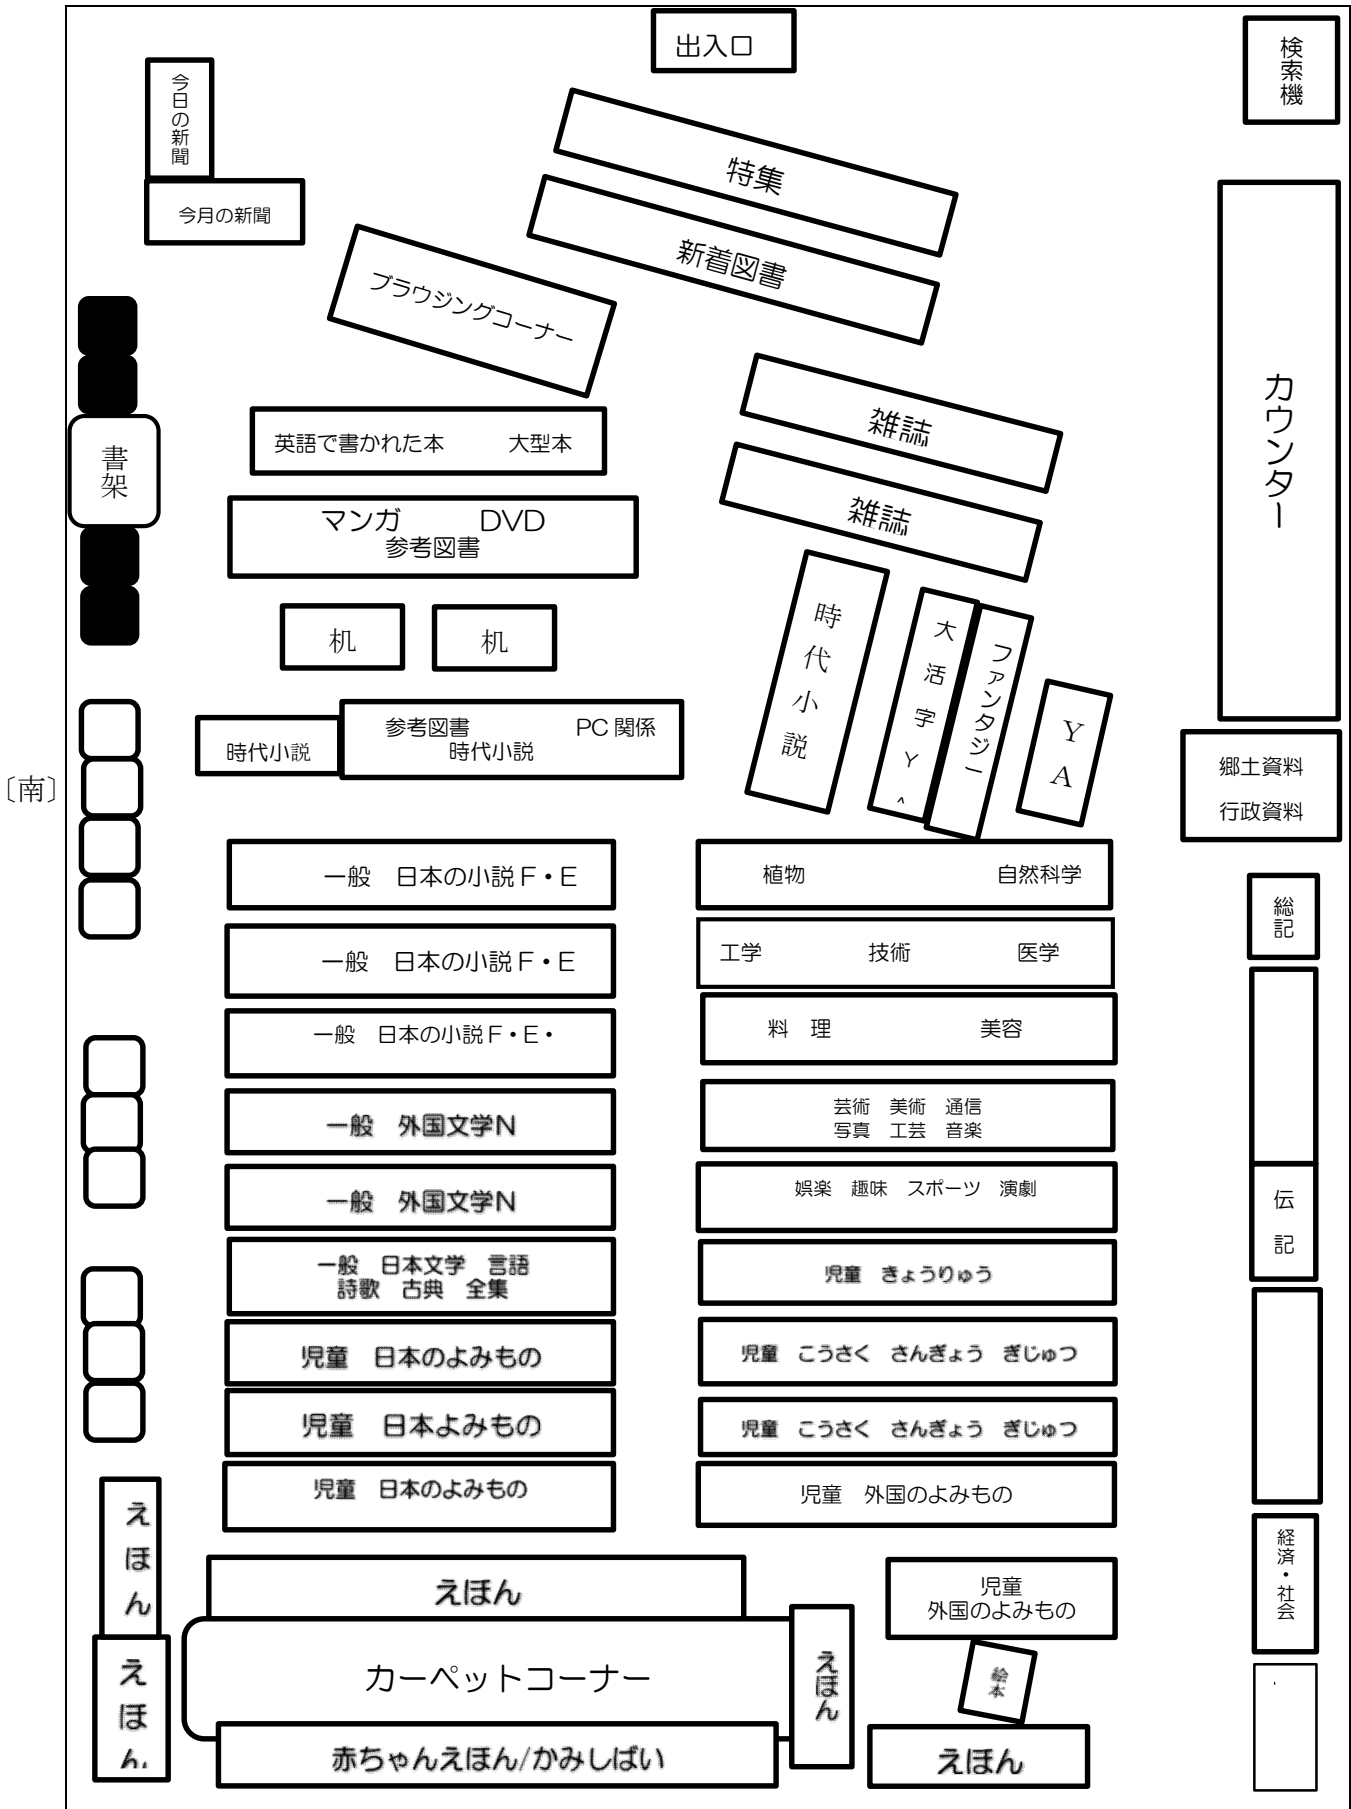 出入口
検索機
今日の新聞
今月の新聞
特集
新着図書
ブラウジングコーナー
カウンター
雑誌
雑誌
英語で書かれた本　大型本
書架
マンガ　DVD
参考図書
机　机
時代小説
大活字　Y
ファンタジー
YA
時代小説
参考図書　PC関係
時代小説
〔南〕
郷土資料
行政資料
一般　日本の小説F・E
植物　自然科学
総記
一般　日本の小説F・E
工学　技術　医学
一般　日本の小説F・E・
料　理　美容
一般　外国文学N
芸術　美術　通信
写真　工芸　音楽
一般　外国文学N
娯楽　趣味　スポーツ　演劇
伝記
一般　日本文学　言語
詩歌　古典　全集
児童　きょうりゅう
児童　日本のよみもの
児童　こうさく　さんぎょう　ぎじゅつ
児童　日本よみもの
児童　こうさく　さんぎょう　ぎじゅつ
児童　日本のよみもの
児童　外国のよみもの
えほん
経済・社会
えほん
児童
外国のよみもの
えほん
カーペットコーナー
えほん
絵本
赤ちゃんえほん/かみしばい
えほん